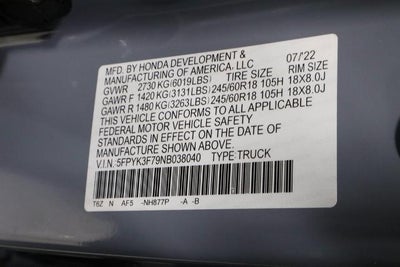 MFD. BY HONDA DEVELOPMENT & 07/22
MANUFACTURING OF AMERICA, LLC
GVWR 2730 KG(6019LBS) TIRE SIZE RIM SIZE
GAWR F 1420 KG(3131LBS) 245/60R18 105H 18X8.0J
GAWR R 1480 KG(3263LBS) 245/60R18 105H 18X8.0J
THIS VEHICLE CONFORMS TO ALL APPLICABLE
FEDERAL MOTOR VEHICLE SAFETY
STANDARDS IN EFFECT ON THE DATE OF
MANUFACTURE SHOWN ABOVE.
V.I.N.: 5FPYK3F79NB038040 TYPE:TRUCK
T6Z N AF5 -NH877P -A -B